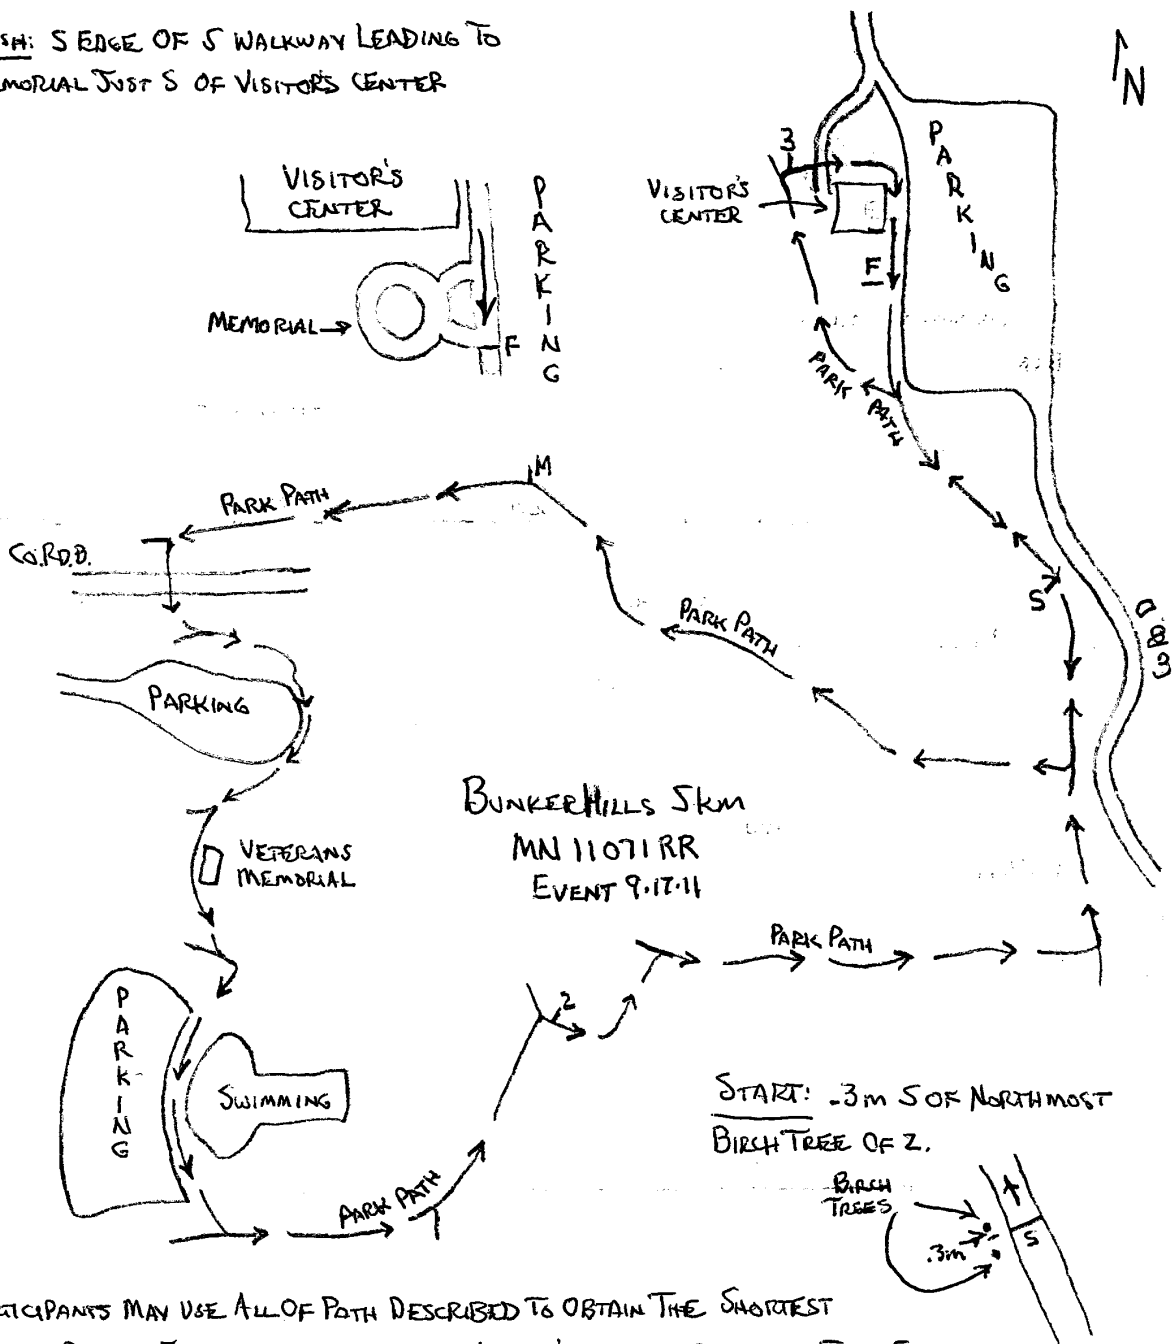 SH: S EDGE OF S WALKWAY LEADING TO
MORIAL JUST S OF VISITOR'S CENTER
N
VISITOR'S
CENTER
PARKING
MEMORIAL
F
3
VISITOR'S
CENTER
PARKING
F
PARK PATH
M
PARK PATH
CO. RD. B.
S
PARK PATH
PARKING
BUNKER HILLS 5km
MN 11071 RR
EVENT 9.17.11
VETERANS
MEMORIAL
PARK PATH
2
PARKING
SWIMMING
PARK PATH
START: .3m S OF NORTHMOST
BIRCH TREE OF 2.
BIRCH
TREES
.3m
S
TICIPANTS MAY USE ALL OF PATH DESCRIBED TO OBTAIN THE SHORTEST